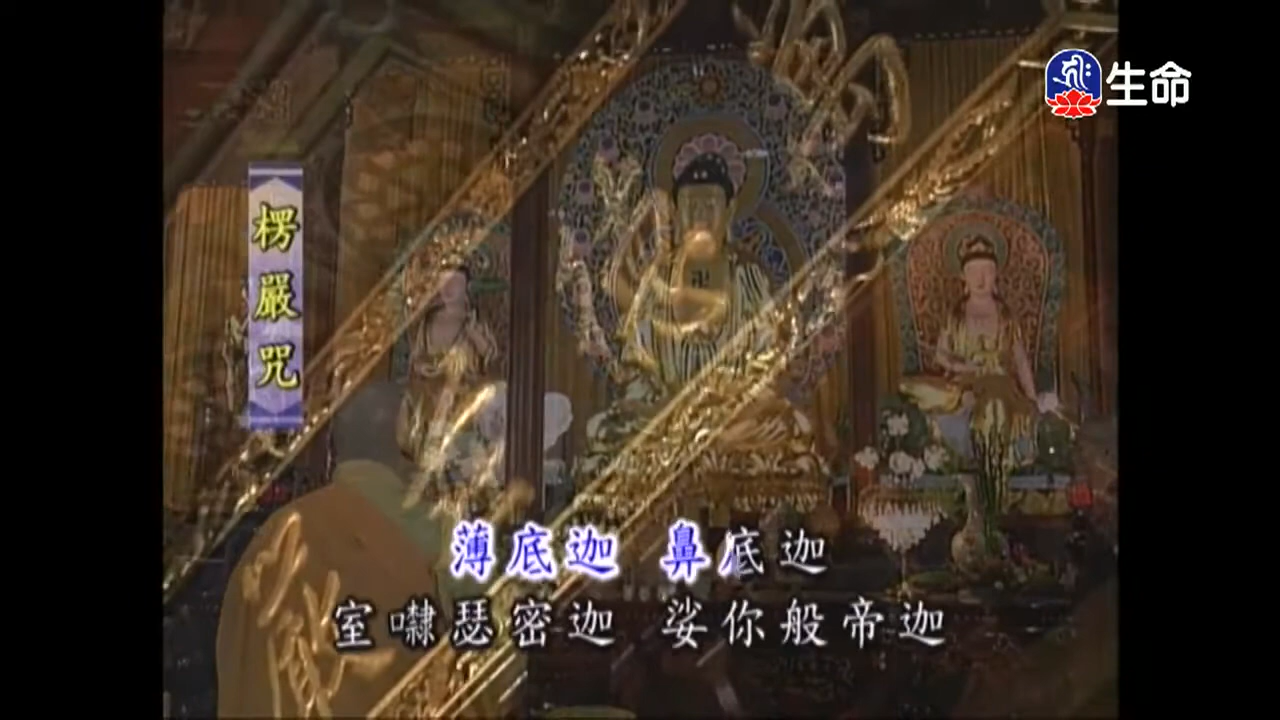 生命
楞嚴咒
薄底迦 鼻底迦
室囇瑟密迦 娑你般帝迦